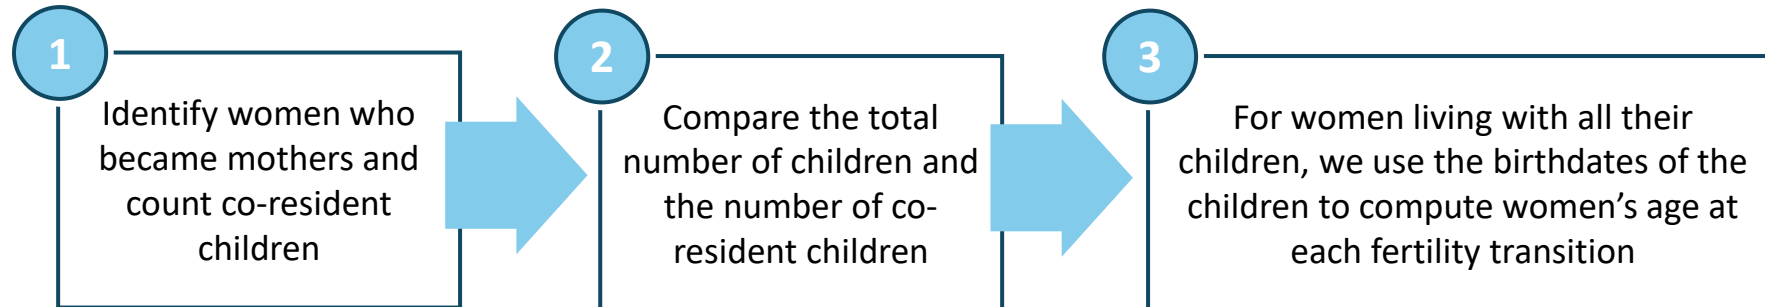 1
Identify women who
became mothers and
count co-resident
children
2
Compare the total
number of children and
the number of co-
resident children
3
For women living with all their
children, we use the birthdates of the
children to compute women’s age at
each fertility transition